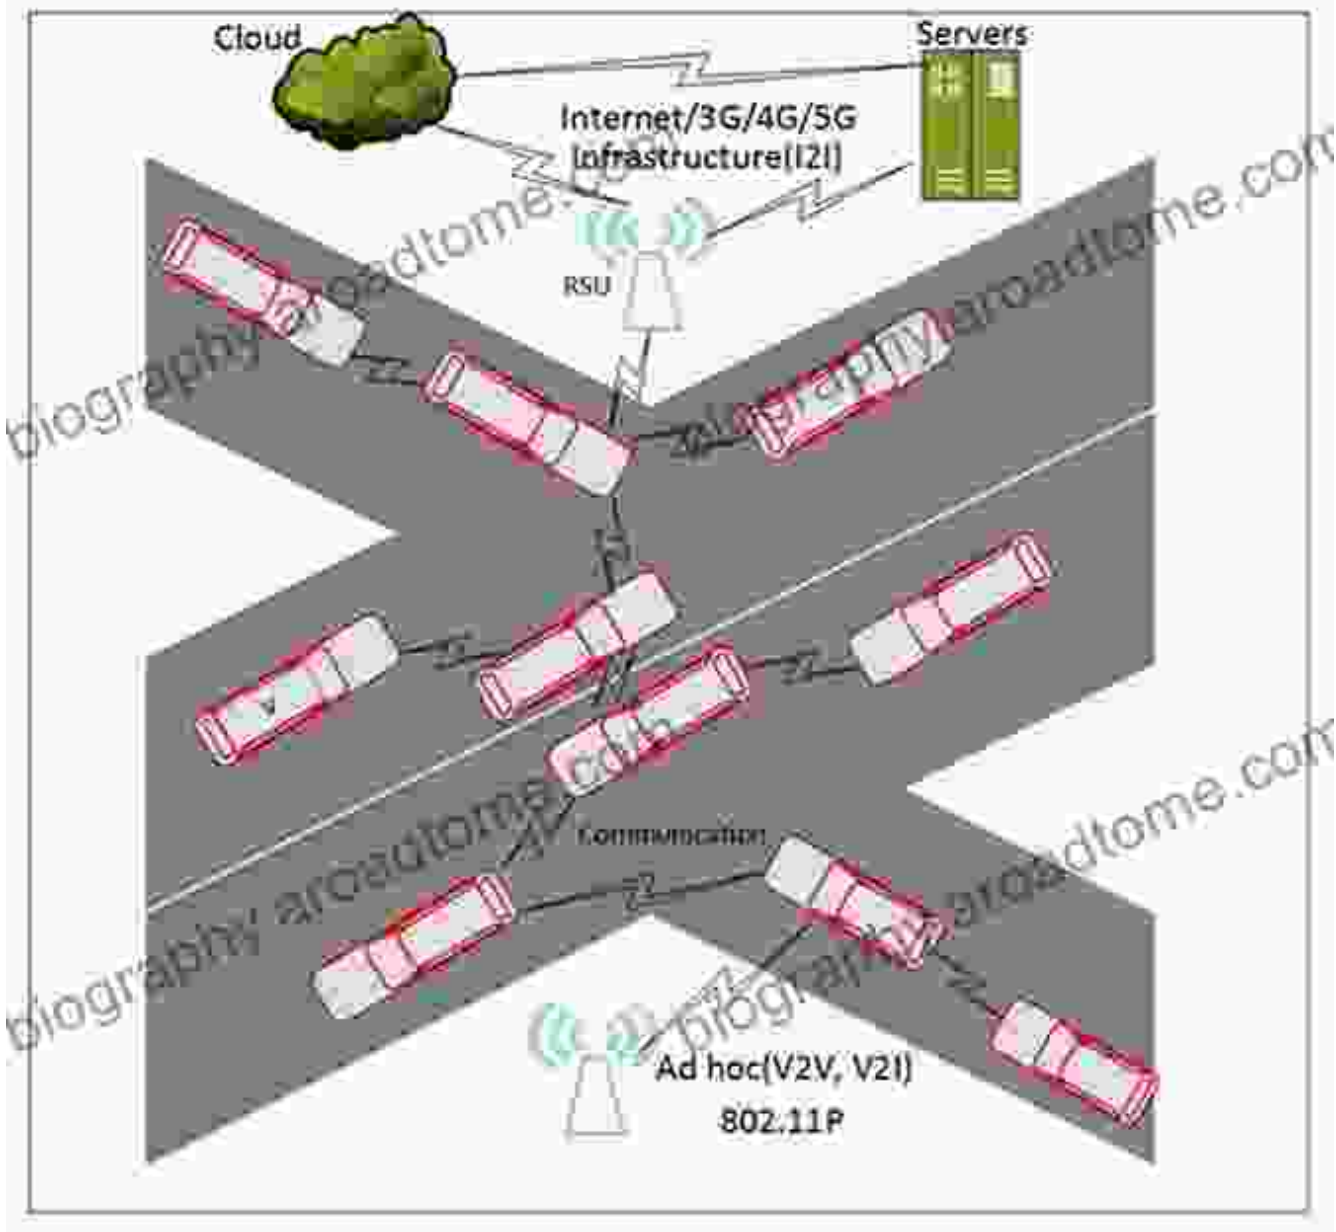 Cloud
Servers
Internet/3G/4G/5G
Infrastructure(I2I)
RSU
Communication
Ad hoc(V2V, V2I)
802.11P
biography.aroadtome.com
biography.aroadtome.com
biography.aroadtome.com
biography.aroadtome.com